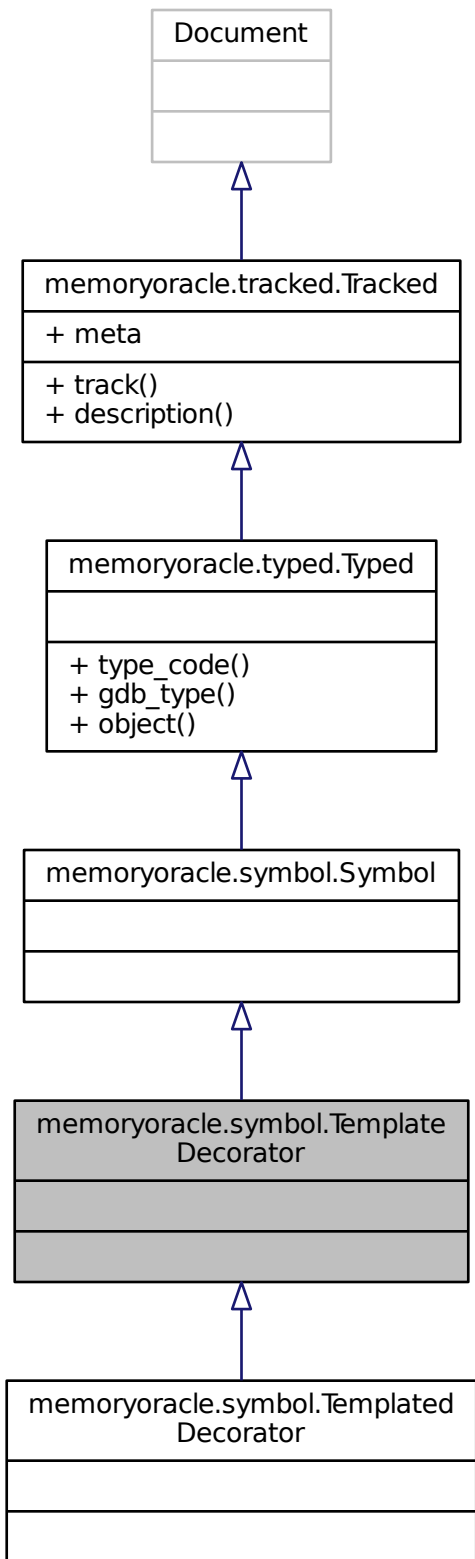 Document
memoryoracle.tracked.Tracked
+ meta
+ track()
+ description()
memoryoracle.typed.Typed
+ type_code()
+ gdb_type()
+ object()
memoryoracle.symbol.Symbol
memoryoracle.symbol.Template
Decorator
memoryoracle.symbol.Templated
Decorator